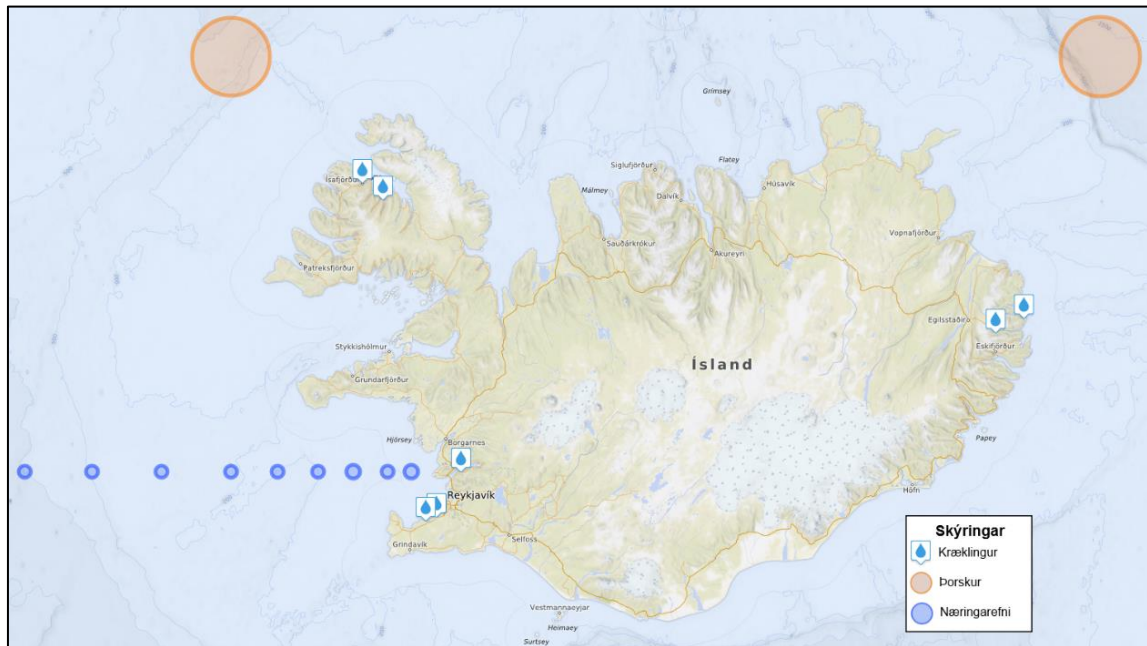 Grímsey
Siglufjörður
Flatey
Ísafjörður
Málmey
Dalvík
Húsavík
Sauðárkrókur
Akureyri
Vopnafjörður
Patreksfjörður
Egilsstaðir
Stykkishólmur
Eskifjörður
Ísland
Grundarfjörður
Hjörsey
Borgarnes
Papey
Reykjavík
Höfn
Selfoss
Grindavík
Vestmannaeyjar
Heimaey
Surtsey
Skýringar
Kræklingur
Þorskur
Næringarefni